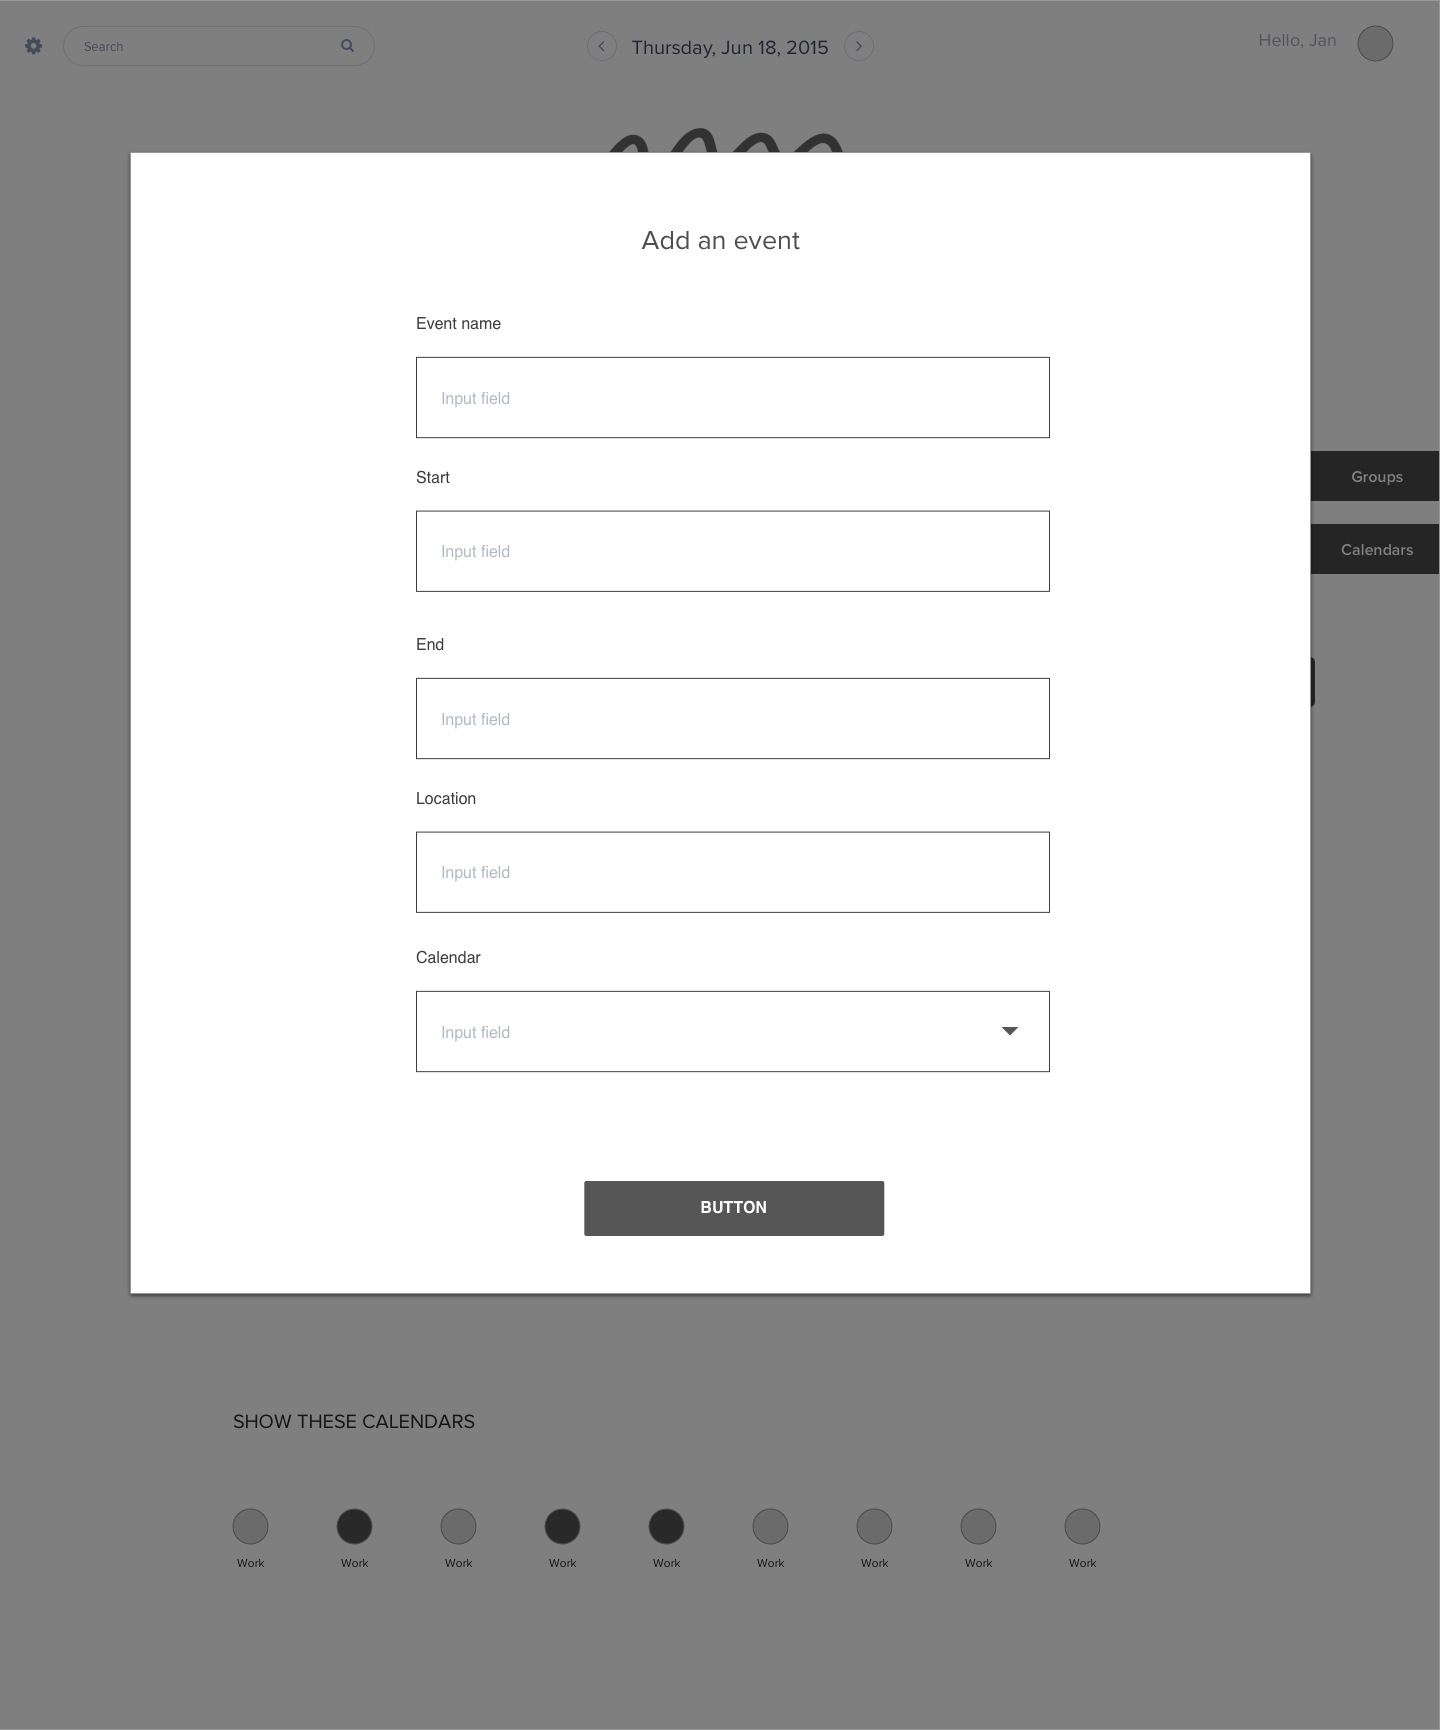 Search
Thursday, Jun 18, 2015
Hello, Jan
Add an event
Event name
Input field
Start
Input field
End
Input field
Location
Input field
Calendar
Input field
BUTTON
Groups
Calendars
SHOW THESE CALENDARS
Work
Work
Work
Work
Work
Work
Work
Work
Work